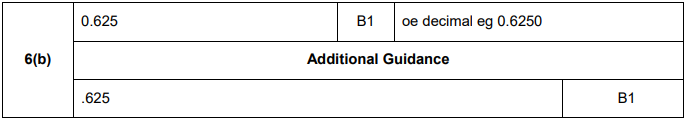 0.625 B1 oe decimal eg 0.6250
6(b) Additional Guidance
.625 B1